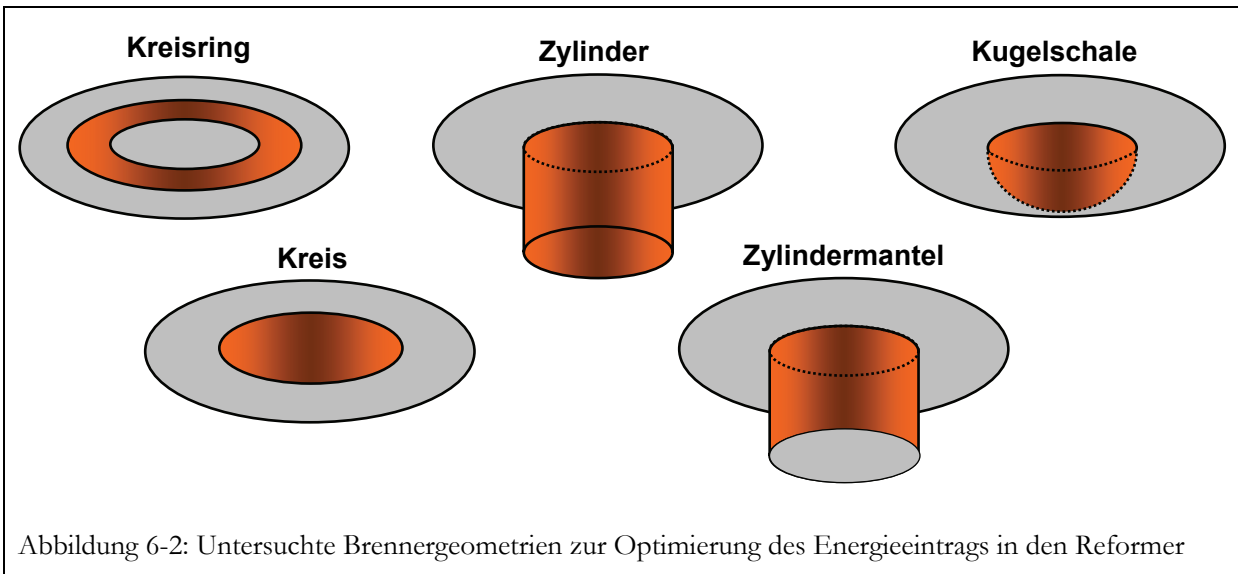 Kreisring
Zylinder
Kugelschale
Kreis
Zylindermantel
Abbildung 6-2: Untersuchte Brennergeometrien zur Optimierung des Energieeintrags in den Reformer